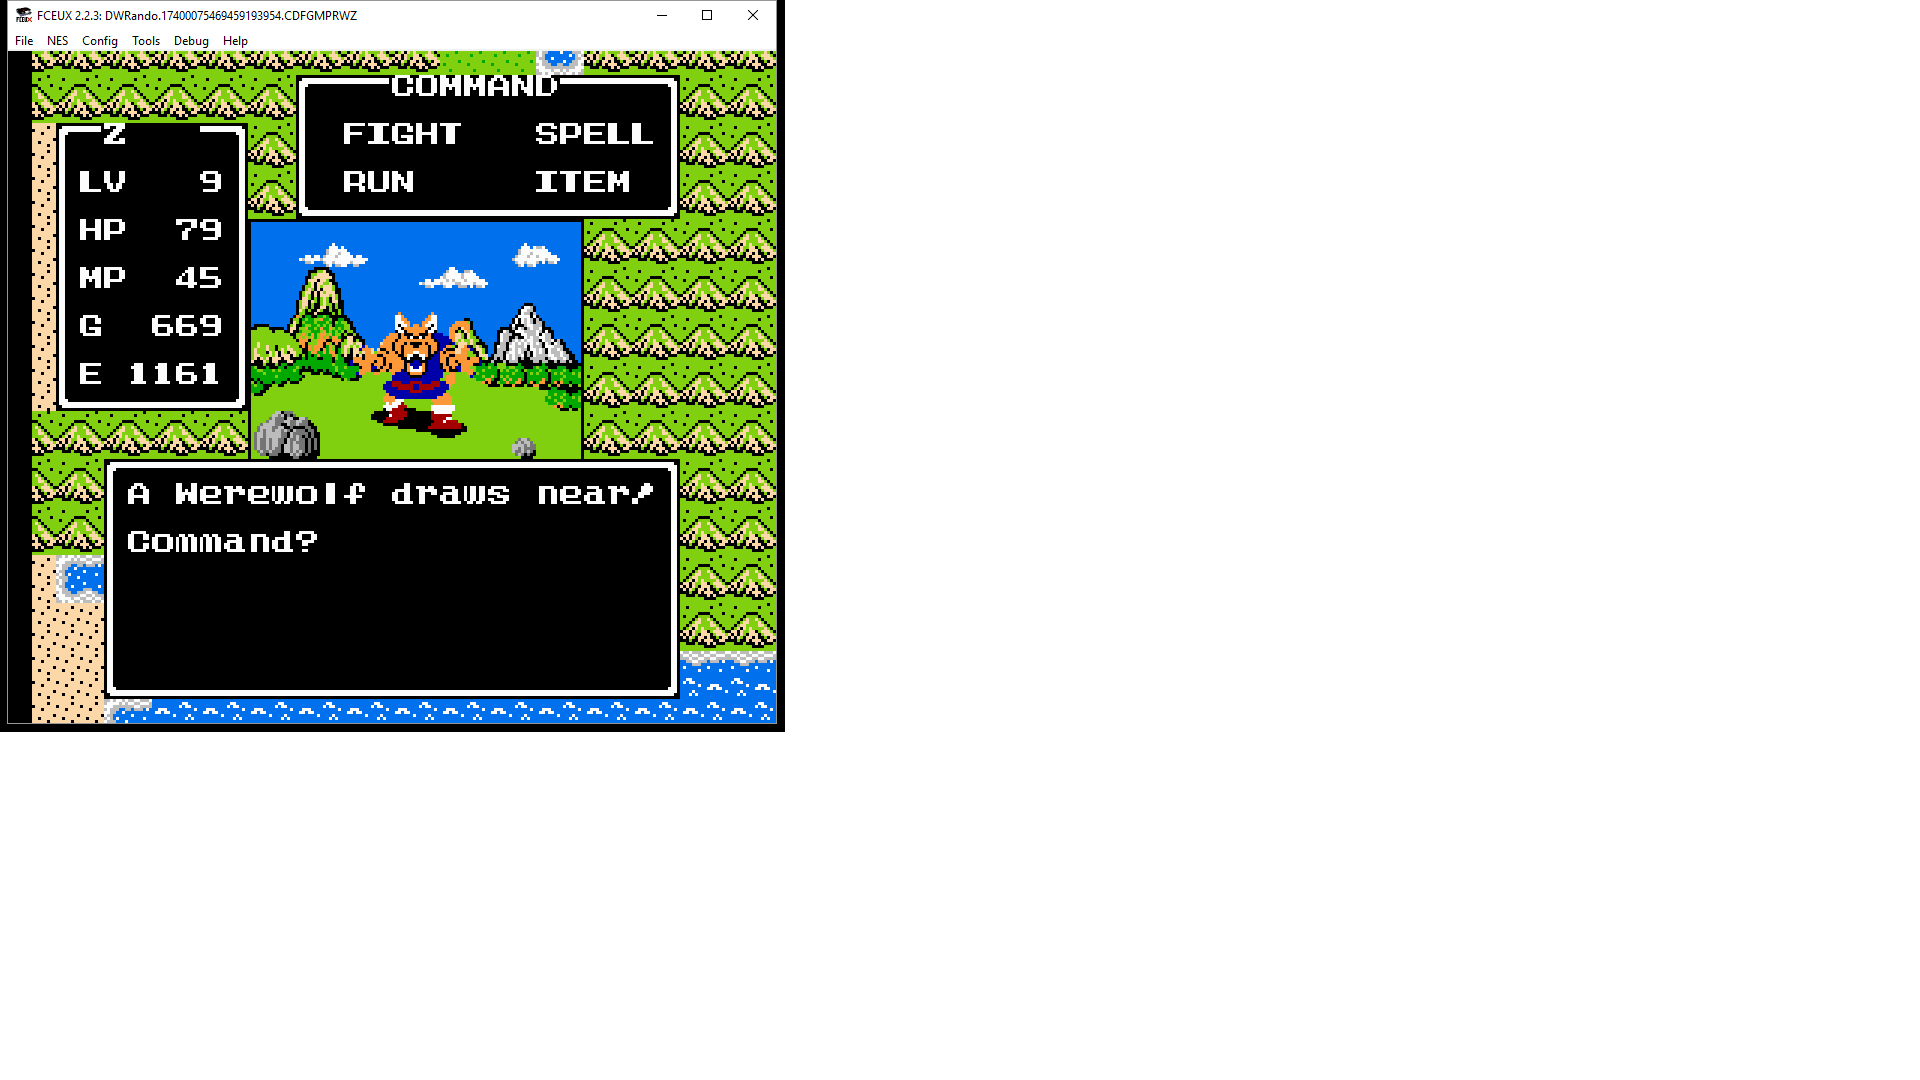 FCEUX 2.2.3: DWRando.17400075469459193954.CDFGMPRWZ
File NES Config Tools Debug Help
COMMAND
FIGHT SPELL
RUN ITEM
Z
LV 9
HP 79
MP 45
G 669
E 1161
A Werewolf draws near!
Command?